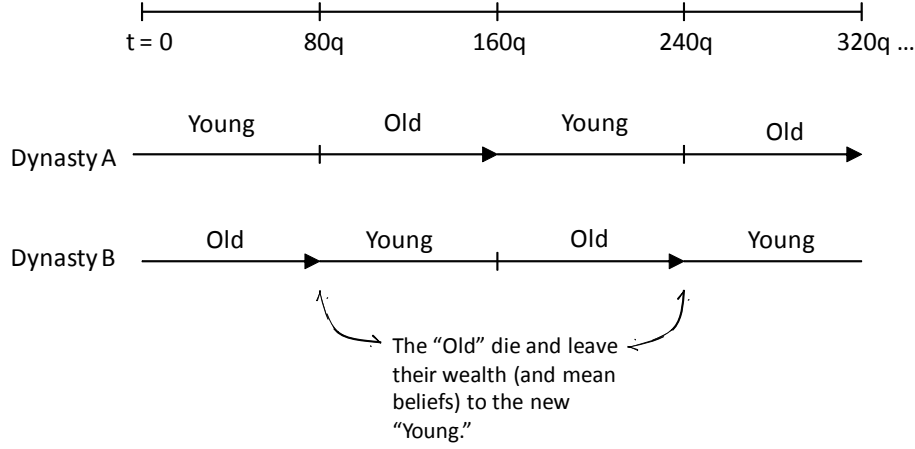 t = 0 80q 160q 240q 320q ...
Young Old Young Old
Dynasty A
Old Young Old Young
Dynasty B
The “Old” die and leave
their wealth (and mean
beliefs) to the new
“Young.”